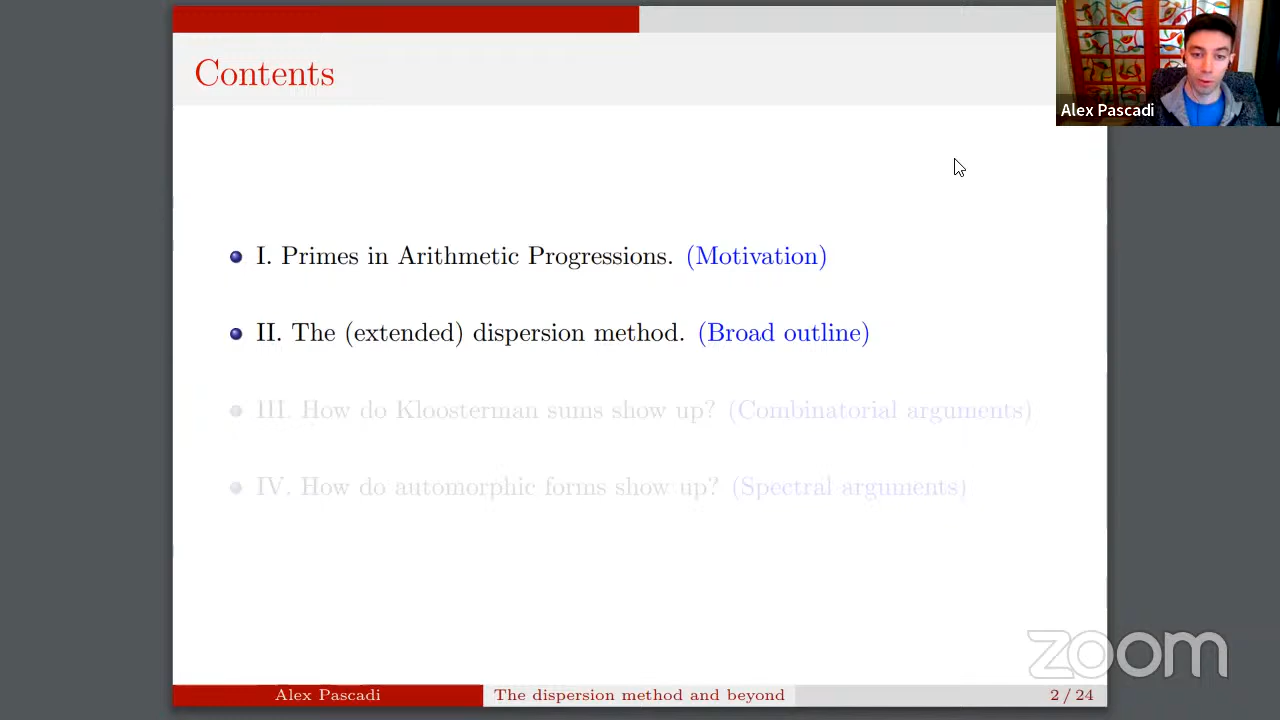 Contents
Alex Pascadi
I. Primes in Arithmetic Progressions. (Motivation)
II. The (extended) dispersion method. (Broad outline)
III. How do Kloosterman sums show up? (Combinatorial arguments)
IV. How do automorphic forms show up? (Spectral arguments)
zoom
Alex Pascadi
The dispersion method and beyond
2 / 24